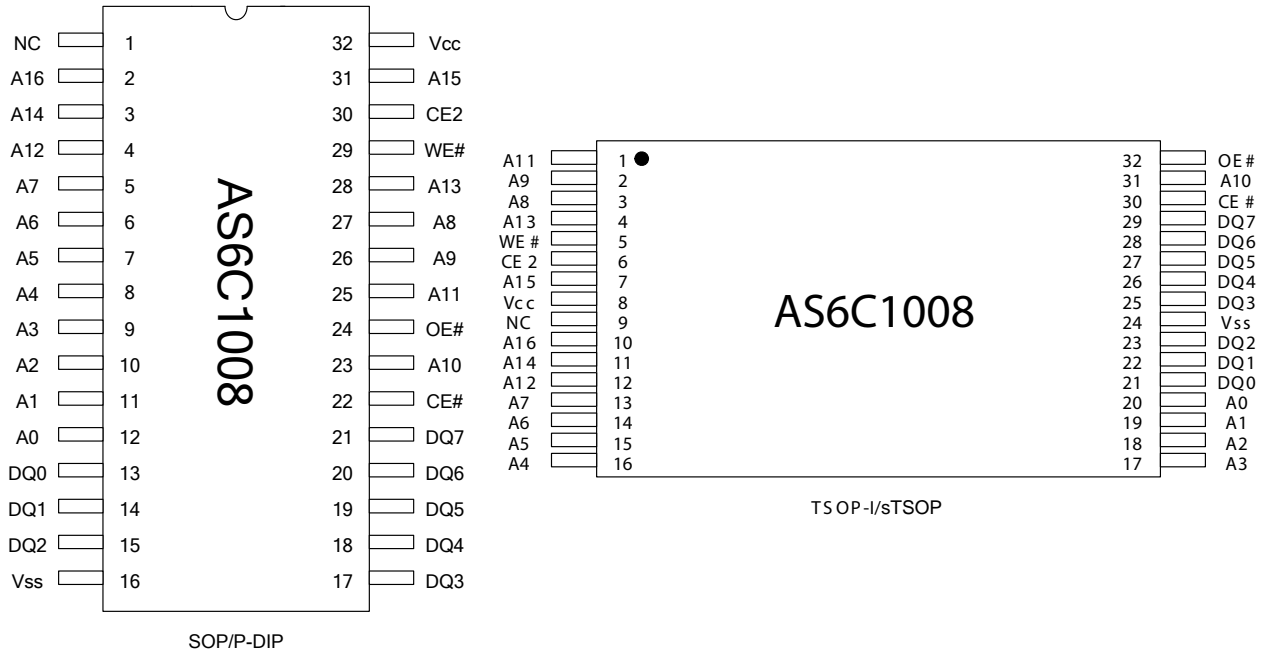 NC 1 32 Vcc
A16 2 31 A15
A14 3 30 CE2
A12 4 29 WE#
A7 5 28 A13
A6 6 27 A8
A5 7 26 A9
A4 8 25 A11
A3 9 24 OE#
A2 10 23 A10
A1 11 22 CE#
A0 12 21 DQ7
DQ0 13 20 DQ6
DQ1 14 19 DQ5
DQ2 15 18 DQ4
Vss 16 17 DQ3
AS6C1008
SOP/P-DIP
A11 1 32 OE#
A9 2 31 A10
A8 3 30 CE #
A13 4 29 DQ7
WE # 5 28 DQ6
CE 2 6 27 DQ5
A15 7 26 DQ4
Vcc 8 25 DQ3
NC 9 24 Vss
A16 10 23 DQ2
A14 11 22 DQ1
A12 12 21 DQ0
A7 13 20 A0
A6 14 19 A1
A5 15 18 A2
A4 16 17 A3
AS6C1008
TSOP-I/sTSOP